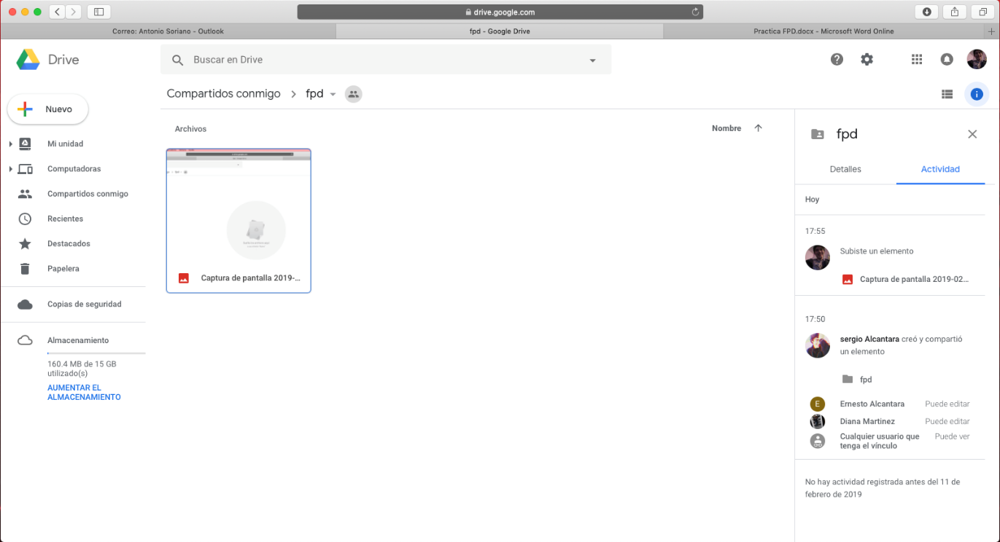 drive.google.com
Correo: Antonio Soriano - Outlook
fpd - Google Drive
Practica FPD.docx - Microsoft Word Online
Drive
Buscar en Drive
Compartidos conmigo
fpd
Nuevo
Mi unidad
Computadoras
Compartidos conmigo
Recientes
Destacados
Papelera
Copias de seguridad
Almacenamiento
160.4 MB de 15 GB
utilizado(s)
AUMENTAR EL
ALMACENAMIENTO
Archivos
Nombre
Captura de pantalla 2019-...
fpd
Detalles
Actividad
Hoy
17:55
Subiste un elemento
Captura de pantalla 2019-02...
17:50
sergio Alcantara creó y compartió
un elemento
fpd
E
Ernesto Alcantara Puede editar
Diana Martinez Puede editar
Cualquier usuario que Puede ver
tenga el vínculo
No hay actividad registrada antes del 11 de
febrero de 2019